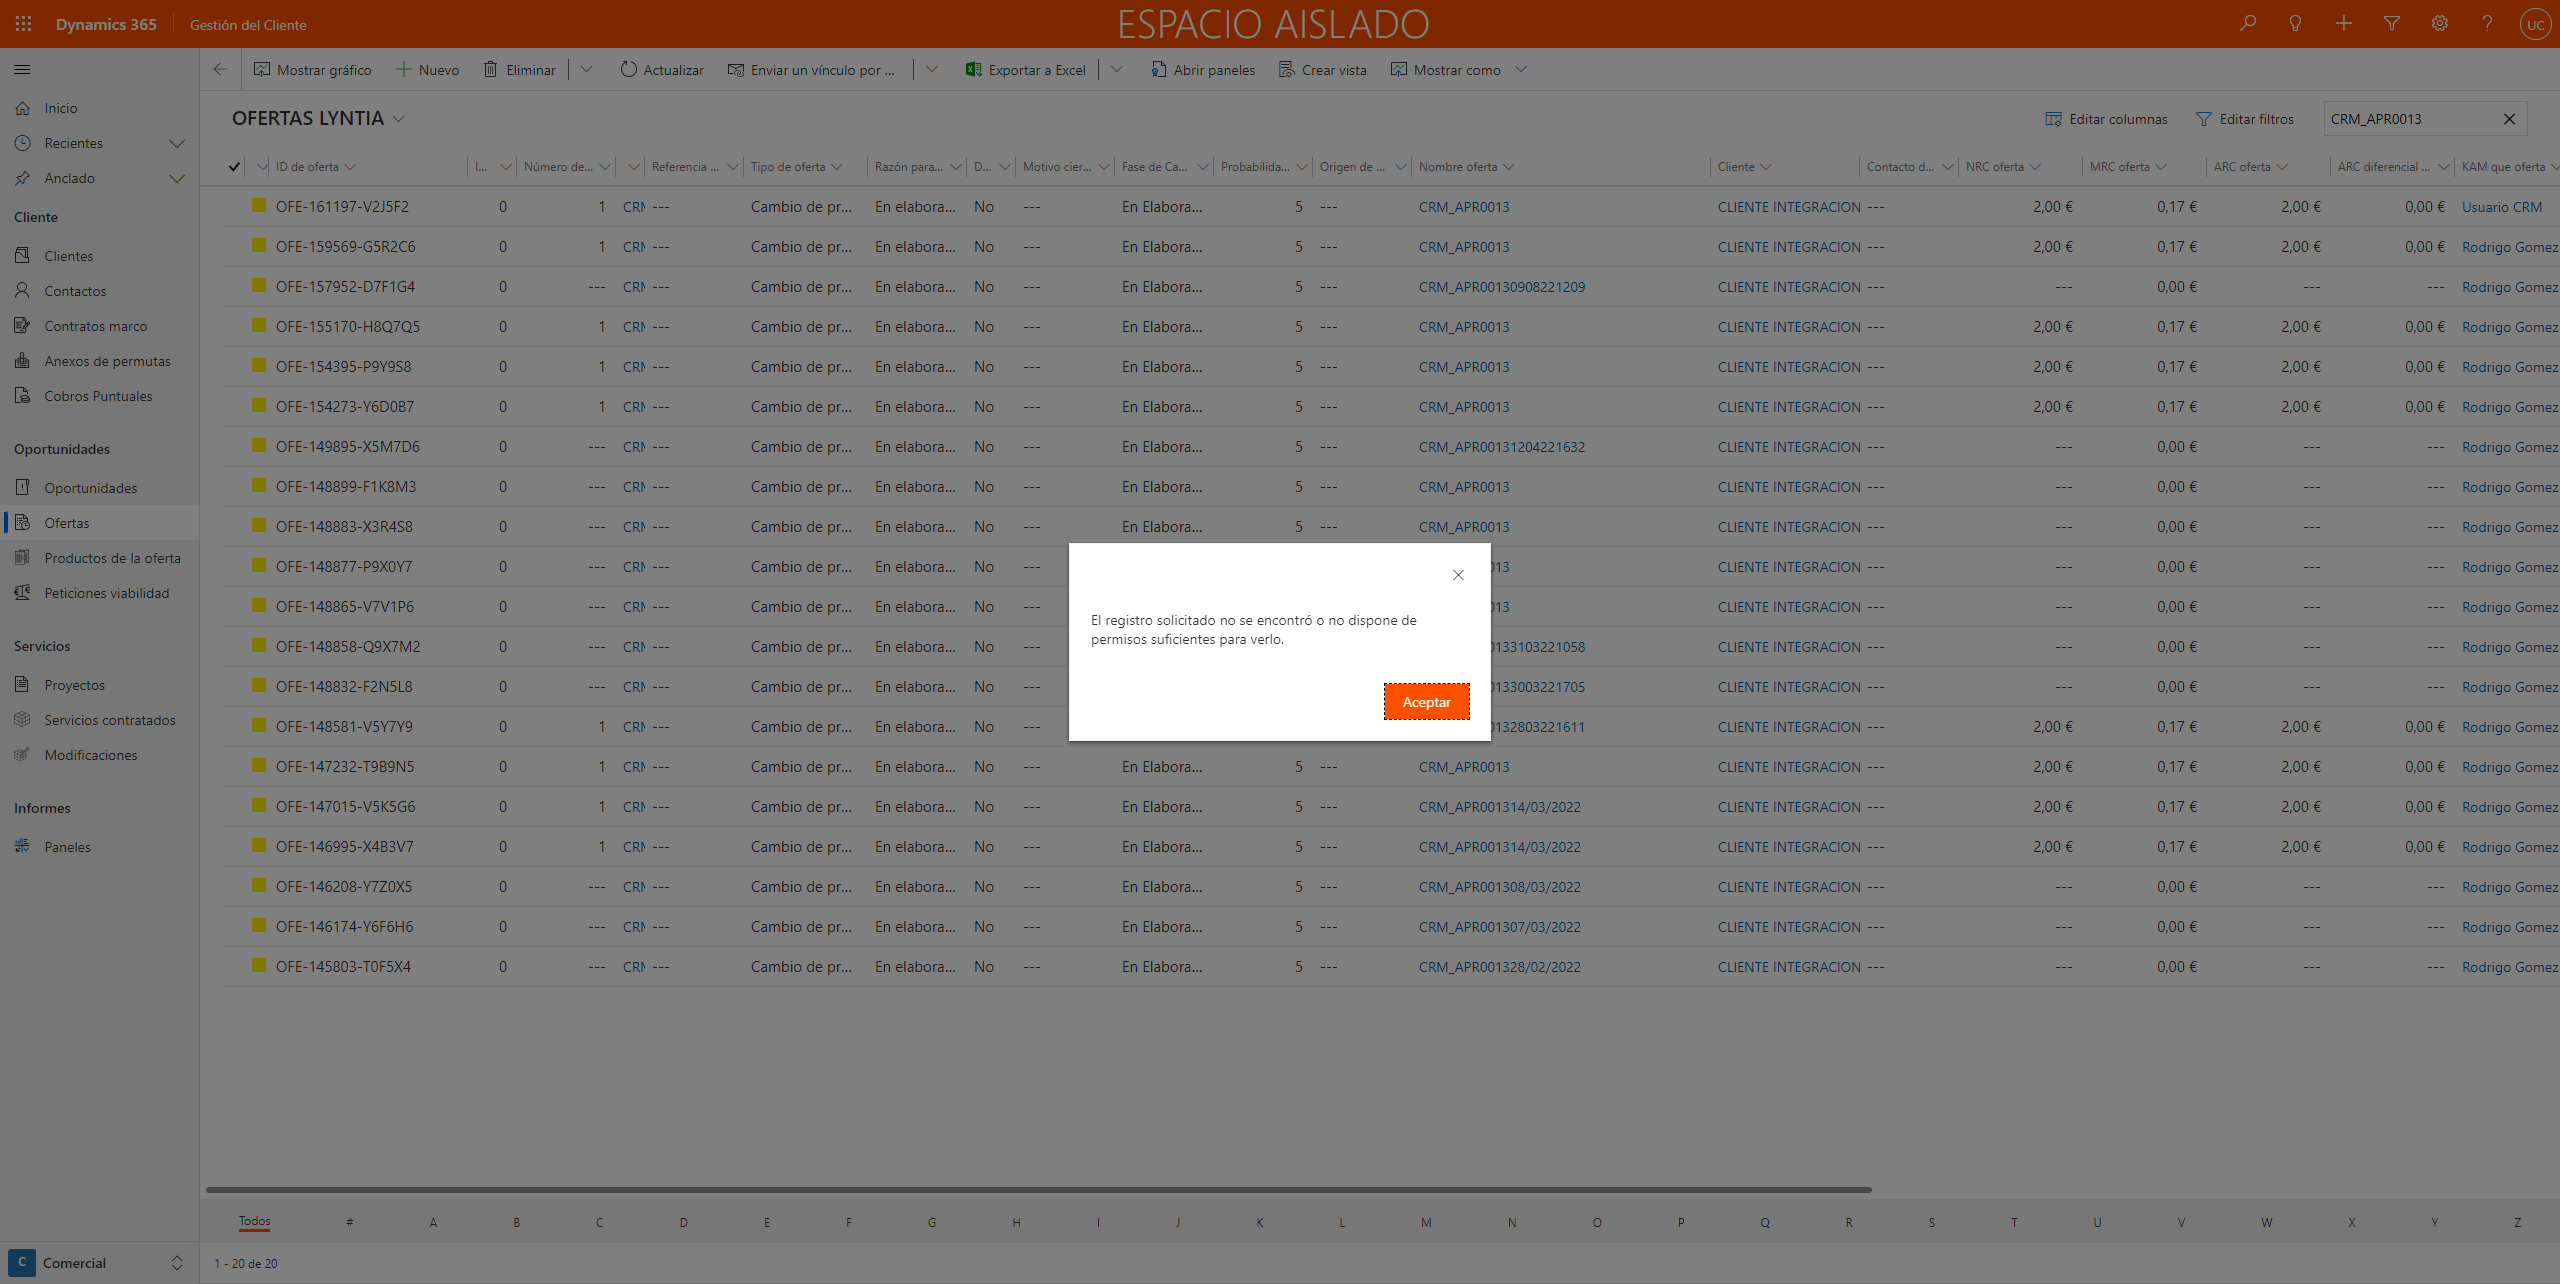 Dynamics 365 Gestión del Cliente ESPACIO AISLADO UC
Mostrar gráfico Nuevo Eliminar Actualizar Enviar un vínculo por ... Exportar a Excel Abrir paneles Crear vista Mostrar como
Inicio
Recientes
Anclado
Cliente
Clientes
Contactos
Contratos marco
Anexos de permutas
Cobros Puntuales
Oportunidades
Oportunidades
Ofertas
Productos de la oferta
Peticiones viabilidad
Servicios
Proyectos
Servicios contratados
Modificaciones
Informes
Paneles
C Comercial
OFERTAS LYNTIA Editar columnas Editar filtros CRM_APR0013
ID de oferta I... Número de... Referencia ... Tipo de oferta Razón para... D... Motivo cier... Fase de Ca... Probabilida... Origen de ... Nombre oferta Cliente Contacto d... NRC oferta MRC oferta ARC oferta ARC diferencial ... KAM que oferta
OFE-161197-V2J5F2 0 1 CRM --- Cambio de pr... En elabora... No --- En Elabora... 5 --- CRM_APR0013 CLIENTE INTEGRACION --- 2,00 € 0,17 € 2,00 € 0,00 € Usuario CRM
OFE-159569-G5R2C6 0 1 CRM --- Cambio de pr... En elabora... No --- En Elabora... 5 --- CRM_APR0013 CLIENTE INTEGRACION --- 2,00 € 0,17 € 2,00 € 0,00 € Rodrigo Gomez
OFE-157952-D7F1G4 0 --- CRM --- Cambio de pr... En elabora... No --- En Elabora... 5 --- CRM_APR00130908221209 CLIENTE INTEGRACION --- --- 0,00 € --- 0,00 € Rodrigo Gomez
OFE-155170-H8Q7Q5 0 1 CRM --- Cambio de pr... En elabora... No --- En Elabora... 5 --- CRM_APR0013 CLIENTE INTEGRACION --- 2,00 € 0,17 € 2,00 € 0,00 € Rodrigo Gomez
OFE-154395-P9Y9S8 0 1 CRM --- Cambio de pr... En elabora... No --- En Elabora... 5 --- CRM_APR0013 CLIENTE INTEGRACION --- 2,00 € 0,17 € 2,00 € 0,00 € Rodrigo Gomez
OFE-154273-Y6D0B7 0 1 CRM --- Cambio de pr... En elabora... No --- En Elabora... 5 --- CRM_APR0013 CLIENTE INTEGRACION --- 2,00 € 0,17 € 2,00 € 0,00 € Rodrigo Gomez
OFE-149895-X5M7D6 0 --- CRM --- Cambio de pr... En elabora... No --- En Elabora... 5 --- CRM_APR00131204221632 CLIENTE INTEGRACION --- --- 0,00 € --- --- Rodrigo Gomez
OFE-148899-F1K8M3 0 --- CRM --- Cambio de pr... En elabora... No --- En Elabora... 5 --- CRM_APR0013 CLIENTE INTEGRACION --- --- 0,00 € --- --- Rodrigo Gomez
OFE-148883-X3R4S8 0 --- CRM --- Cambio de pr... En elabora... No --- En Elabora... 5 --- CRM_APR0013 CLIENTE INTEGRACION --- --- 0,00 € --- --- Rodrigo Gomez
OFE-148877-P9X0Y7 0 --- CRM --- Cambio de pr... En elabora... No 013 CLIENTE INTEGRACION --- --- 0,00 € --- --- Rodrigo Gomez
OFE-148865-V7V1P6 0 --- CRM --- Cambio de pr... En elabora... No 013 CLIENTE INTEGRACION --- --- 0,00 € --- --- Rodrigo Gomez
OFE-148858-Q9X7M2 0 --- CRM --- Cambio de pr... En elabora... No 0133103221058 CLIENTE INTEGRACION --- --- 0,00 € --- --- Rodrigo Gomez
OFE-148832-F2N5L8 0 --- CRM --- Cambio de pr... En elabora... No 0133003221705 CLIENTE INTEGRACION --- --- 0,00 € --- --- Rodrigo Gomez
OFE-148581-V5Y7Y9 0 1 CRM --- Cambio de pr... En elabora... No 0132803221611 CLIENTE INTEGRACION --- 2,00 € 0,17 € 2,00 € 0,00 € Rodrigo Gomez
OFE-147232-T9B9N5 0 1 CRM --- Cambio de pr... En elabora... No --- En Elabora... 5 --- CRM_APR0013 CLIENTE INTEGRACION --- 2,00 € 0,17 € 2,00 € 0,00 € Rodrigo Gomez
OFE-147015-V5K5G6 0 1 CRM --- Cambio de pr... En elabora... No --- En Elabora... 5 --- CRM_APR001314/03/2022 CLIENTE INTEGRACION --- 2,00 € 0,17 € 2,00 € 0,00 € Rodrigo Gomez
OFE-146995-X4B3V7 0 1 CRM --- Cambio de pr... En elabora... No --- En Elabora... 5 --- CRM_APR001314/03/2022 CLIENTE INTEGRACION --- 2,00 € 0,17 € 2,00 € 0,00 € Rodrigo Gomez
OFE-146208-Y7Z0X5 0 --- CRM --- Cambio de pr... En elabora... No --- En Elabora... 5 --- CRM_APR001308/03/2022 CLIENTE INTEGRACION --- --- 0,00 € --- --- Rodrigo Gomez
OFE-146174-Y6F6H6 0 --- CRM --- Cambio de pr... En elabora... No --- En Elabora... 5 --- CRM_APR001307/03/2022 CLIENTE INTEGRACION --- --- 0,00 € --- --- Rodrigo Gomez
OFE-145803-T0F5X4 0 --- CRM --- Cambio de pr... En elabora... No --- En Elabora... 5 --- CRM_APR001328/02/2022 CLIENTE INTEGRACION --- --- 0,00 € --- --- Rodrigo Gomez
El registro solicitado no se encontró o no dispone de
permisos suficientes para verlo.
Aceptar
Todos # A B C D E F G H I J K L M N O P Q R S T U V W X Y Z
1 - 20 de 20